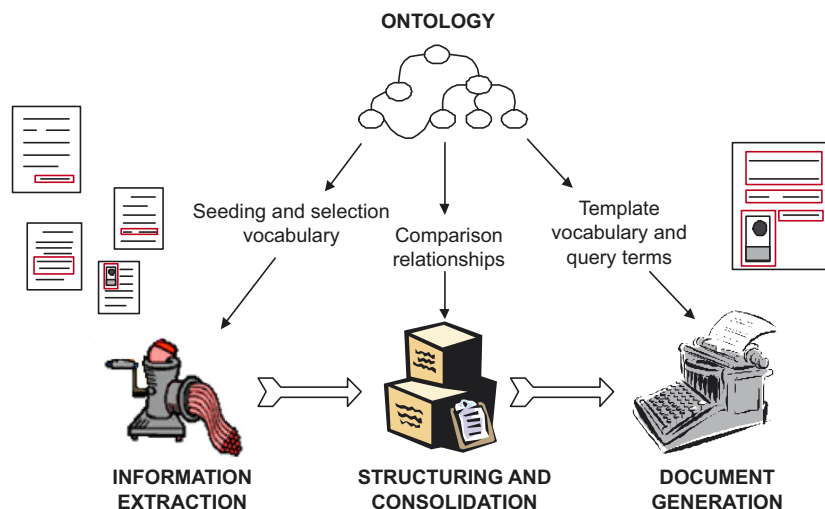 ONTOLOGY
Seeding and selection
vocabulary
Comparison
relationships
Template
vocabulary and
query terms
INFORMATION
EXTRACTION
STRUCTURING AND
CONSOLIDATION
DOCUMENT
GENERATION